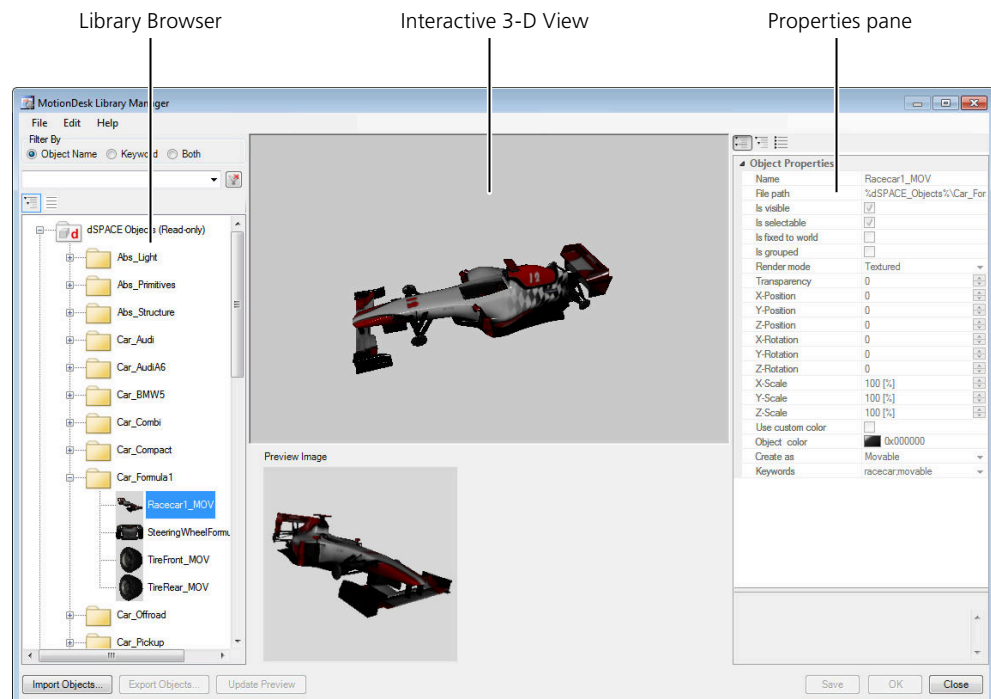 Library Browser
Interactive 3-D View
Properties pane
MotionDesk Library Manager
File Edit Help
Filter By
Object Name Keyword Both
dSPACE Objects (Read-only)
Abs_Light
Abs_Primitives
Abs_Structure
Car_Audi
Car_AudiA6
Car_BMW5
Car_Combi
Car_Compact
Car_Formula1
Racecar1_MOV
SteeringWheelFormu
TireFront_MOV
TireRear_MOV
Car_Offroad
Car_Pickup
Import Objects...
Export Objects...
Update Preview
12
Preview Image
Object Properties
Name Racecar1_MOV
File path %dSPACE_Objects%\Car_For
Is visible
Is selectable
Is fixed to world
Is grouped
Render mode Textured
Transparency 0
X-Position 0
Y-Position 0
Z-Position 0
X-Rotation 0
Y-Rotation 0
Z-Rotation 0
X-Scale 100 [%]
Y-Scale 100 [%]
Z-Scale 100 [%]
Use custom color
Object color 0x000000
Create as Movable
Keywords racecar;movable
Save
OK
Close